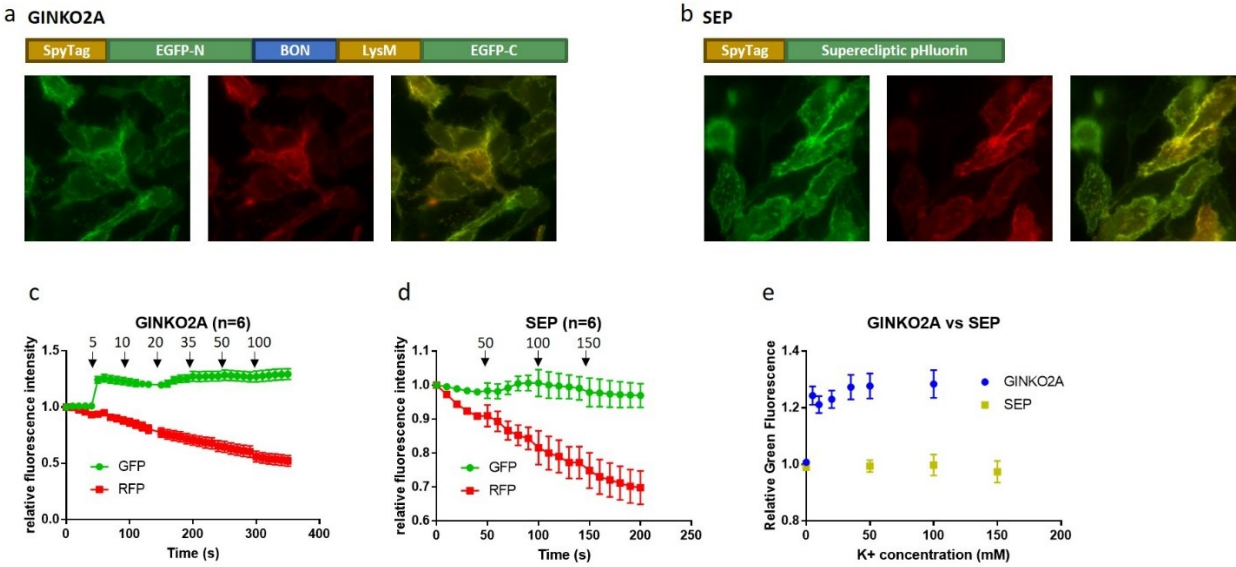 a GINKO2A
SpyTag EGFP-N BON LysM EGFP-C
b SEP
SpyTag Superecliptic pHluorin
c
GINKO2A (n=6)
5 10 20 35 50 100
relative fluorescence intensity
1.5
1.0
0.5
0.0
GFP
RFP
0 100 200 300 400
Time (s)
d
SEP (n=6)
50 100 150
relative fluorescence intensity
1.1
1.0
0.9
0.8
0.7
0.6
GFP
RFP
0 50 100 150 200 250
Time (s)
e
GINKO2A vs SEP
Relative Green Fluorescence
1.4
1.2
1.0
0.8
GINKO2A
SEP
0 50 100 150 200
K+ concentration (mM)